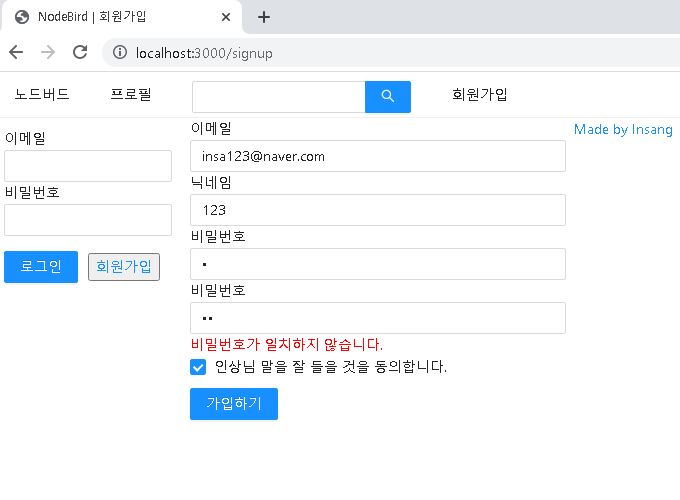 NodeBird | 회원가입
localhost:3000/signup
노드버드 프로필 회원가입
이메일
비밀번호
로그인 회원가입
이메일
insa123@naver.com
닉네임
123
비밀번호
•
비밀번호
••
비밀번호가 일치하지 않습니다.
인상님 말을 잘 들을 것을 동의합니다.
가입하기
Made by Insang